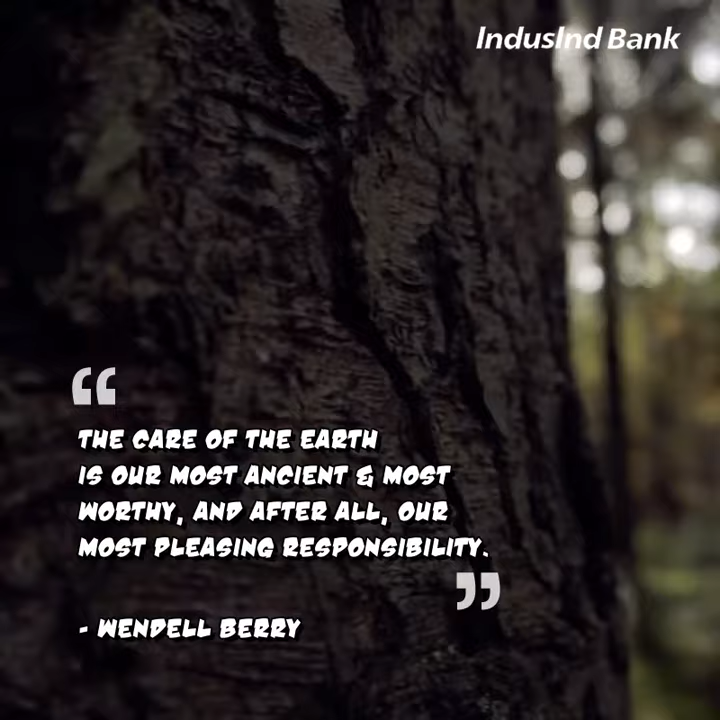 IndusInd Bank
“
THE CARE OF THE EARTH
IS OUR MOST ANCIENT & MOST
WORTHY, AND AFTER ALL, OUR
MOST PLEASING RESPONSIBILITY.
”
- WENDELL BERRY